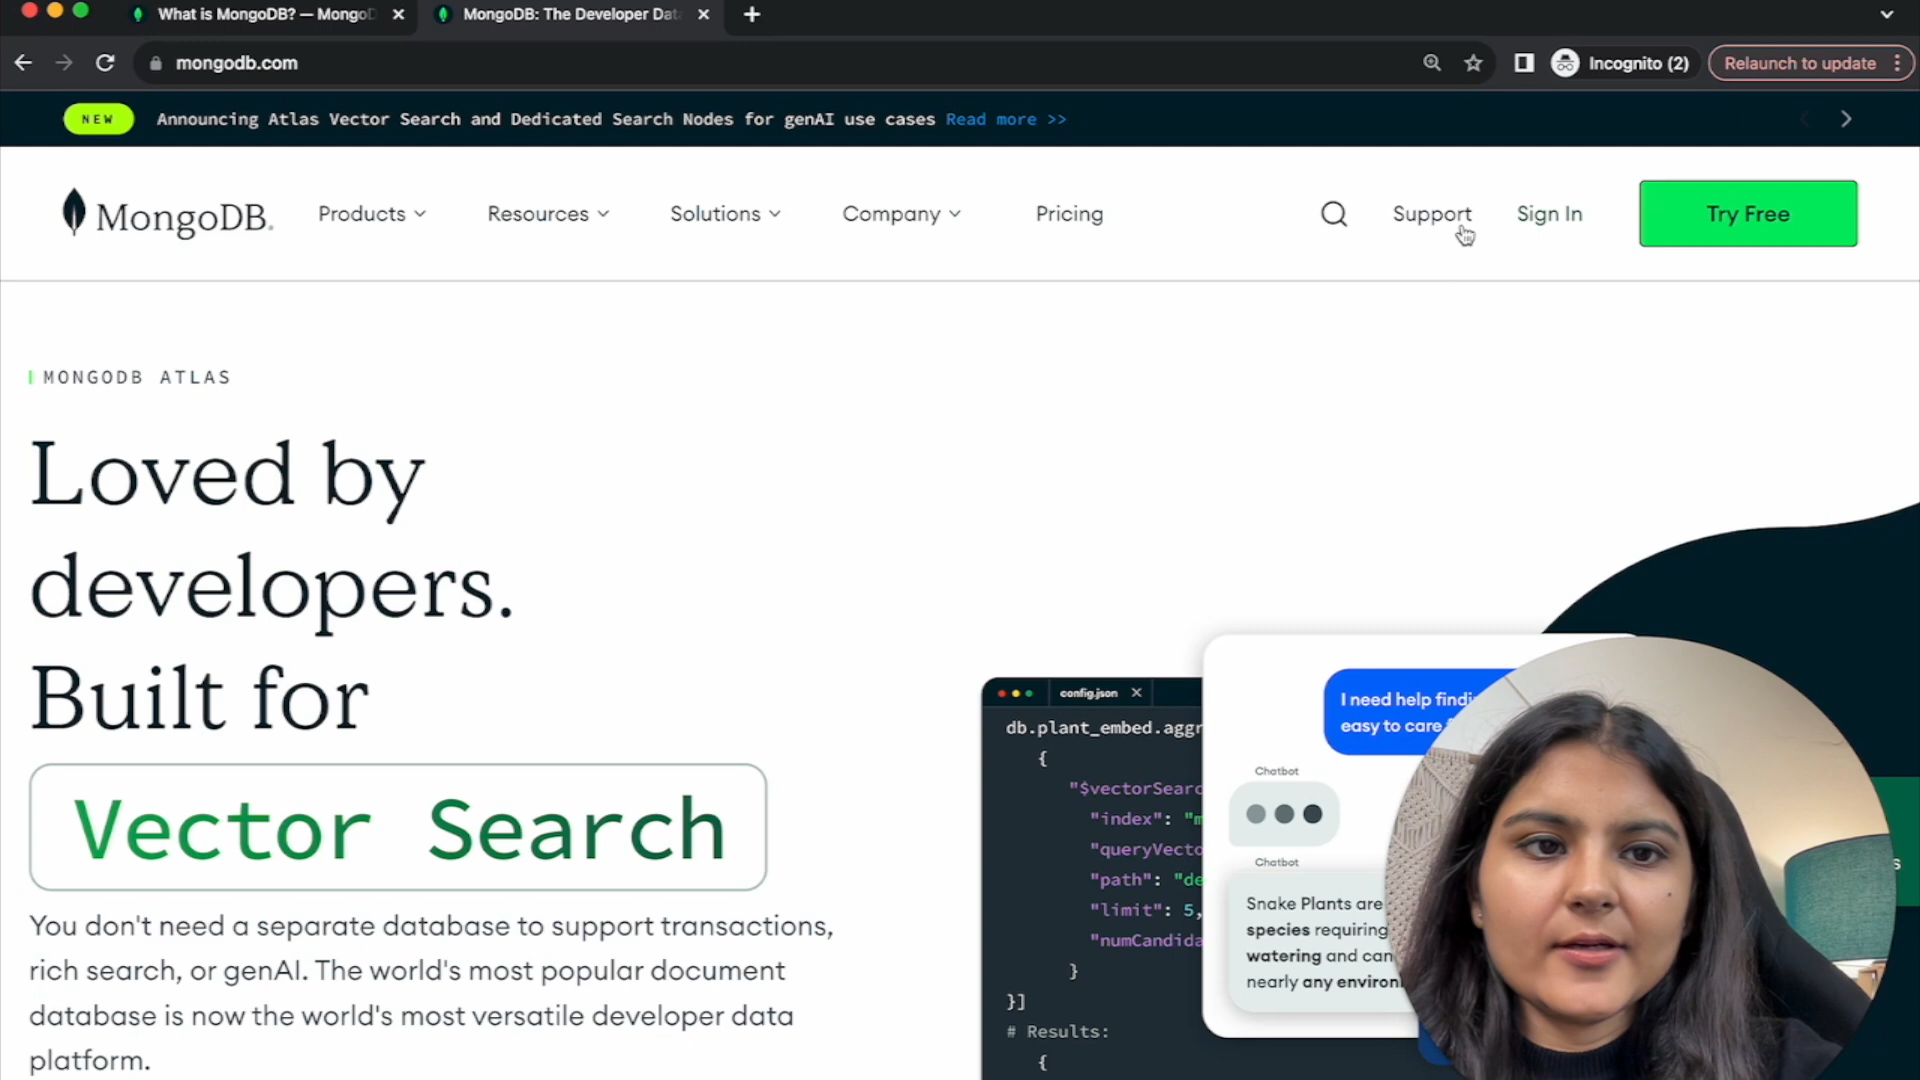 What is MongoDB? — Mongo
MongoDB: The Developer Dat
mongodb.com
Incognito (2)
Relaunch to update
NEW
Announcing Atlas Vector Search and Dedicated Search Nodes for genAI use cases Read more >>
MongoDB.
Products
Resources
Solutions
Company
Pricing
Support
Sign In
Try Free
MONGODB ATLAS
Loved by
developers.
Built for
Vector Search
You don't need a separate database to support transactions,
rich search, or genAI. The world's most popular document
database is now the world's most versatile developer data
platform.
config.json
db.plant_embed.aggr
{
"$vectorSearc
"index": "m
"queryVecto
"path": "de
"limit": 5,
"numCandida
}
}]
# Results:
{
I need help findi
easy to care
Chatbot
Chatbot
Snake Plants are
species requiring
watering and can
nearly any environ
s